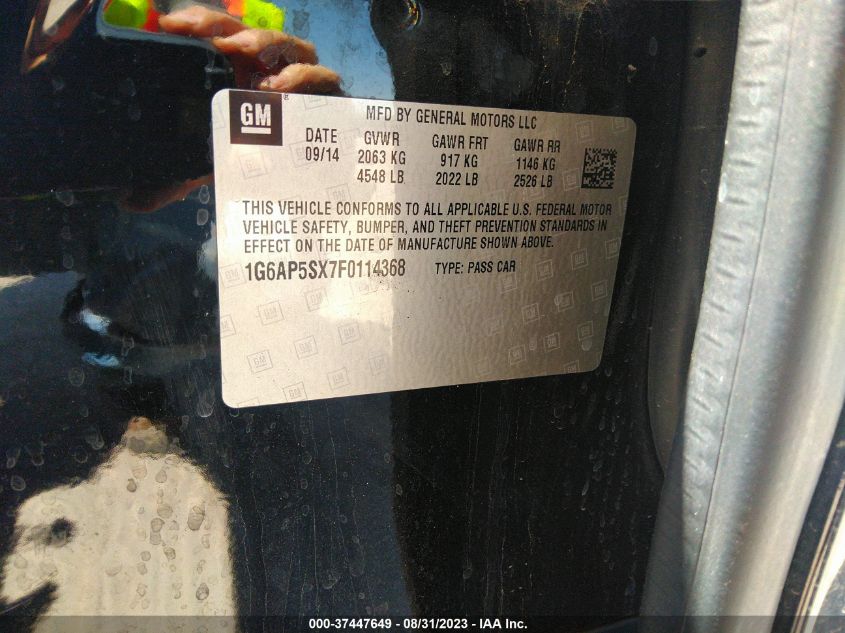 GM
MFD BY GENERAL MOTORS LLC
DATE GVWR GAWR FRT GAWR RR
09/14 2063 KG 917 KG 1146 KG
4548 LB 2022 LB 2526 LB
THIS VEHICLE CONFORMS TO ALL APPLICABLE U.S. FEDERAL MOTOR
VEHICLE SAFETY, BUMPER, AND THEFT PREVENTION STANDARDS IN
EFFECT ON THE DATE OF MANUFACTURE SHOWN ABOVE.
1G6AP5SX7F0114368 TYPE: PASS CAR
000-37447649 - 08/31/2023 - IAA Inc.